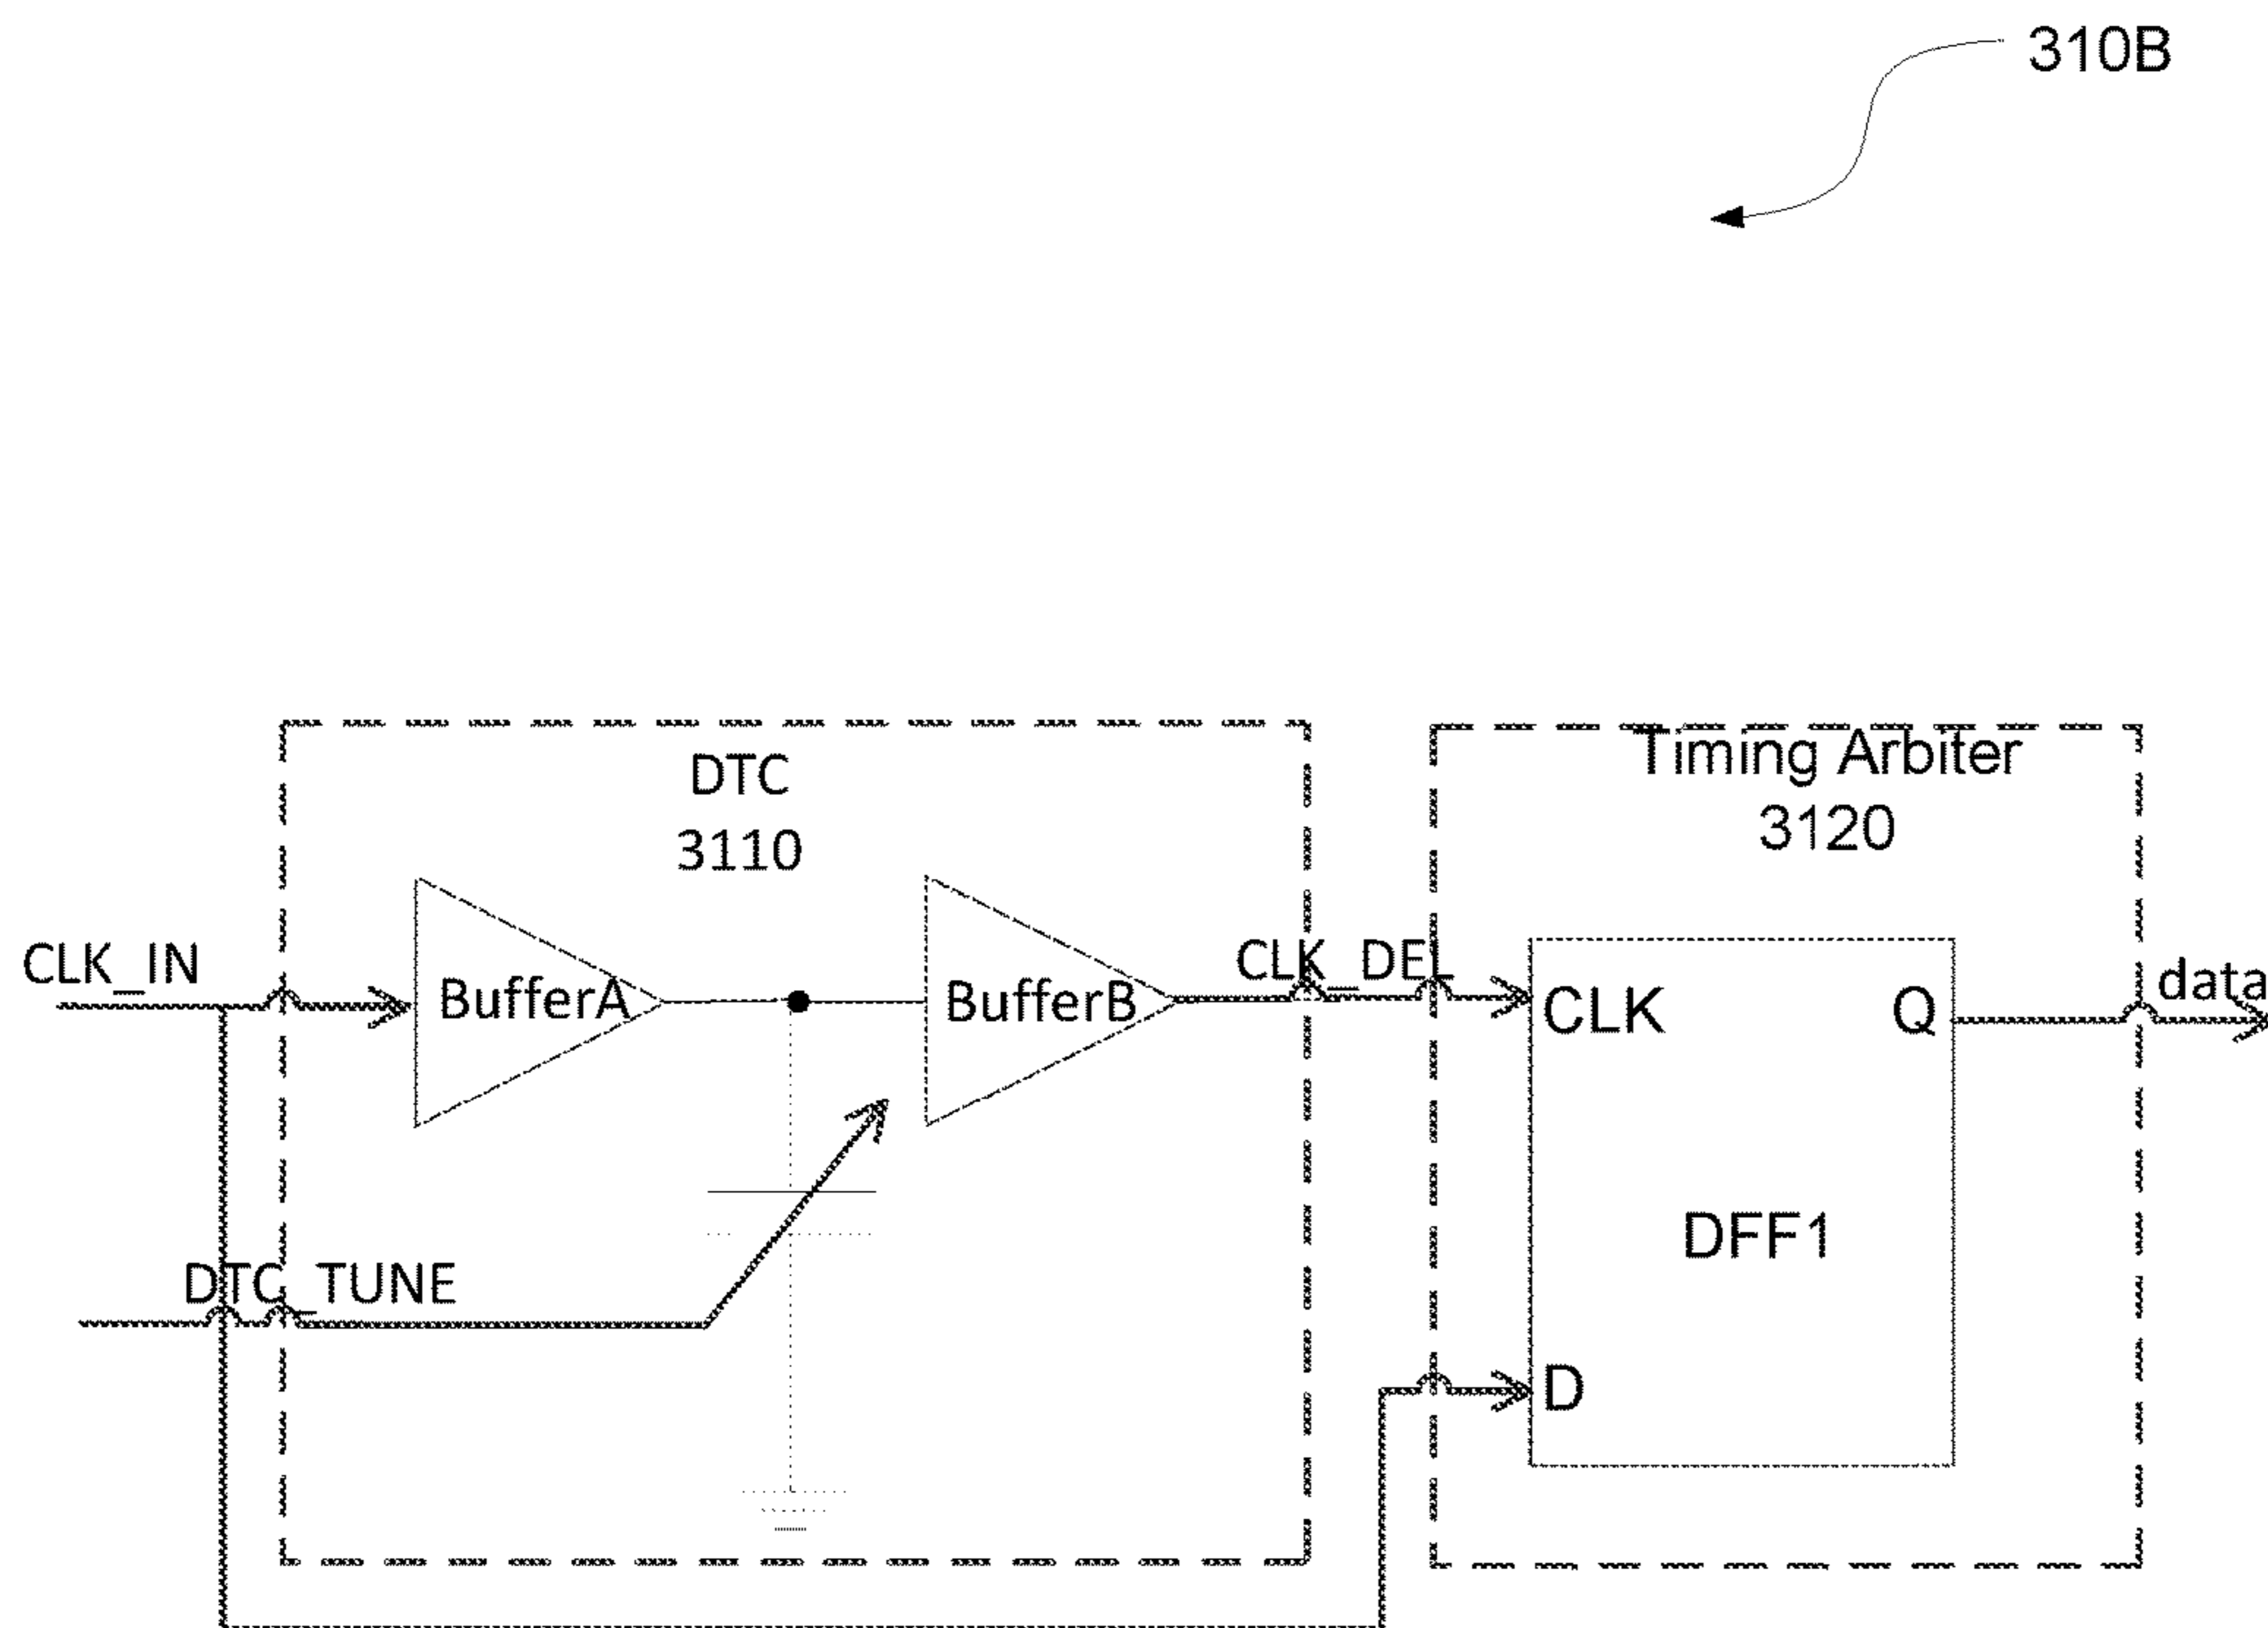 310B
DTC
3110
Timing Arbiter
3120
CLK_IN
BufferA
BufferB
CLK_DEL
CLK
Q
data
DFF1
DTC_TUNE
D